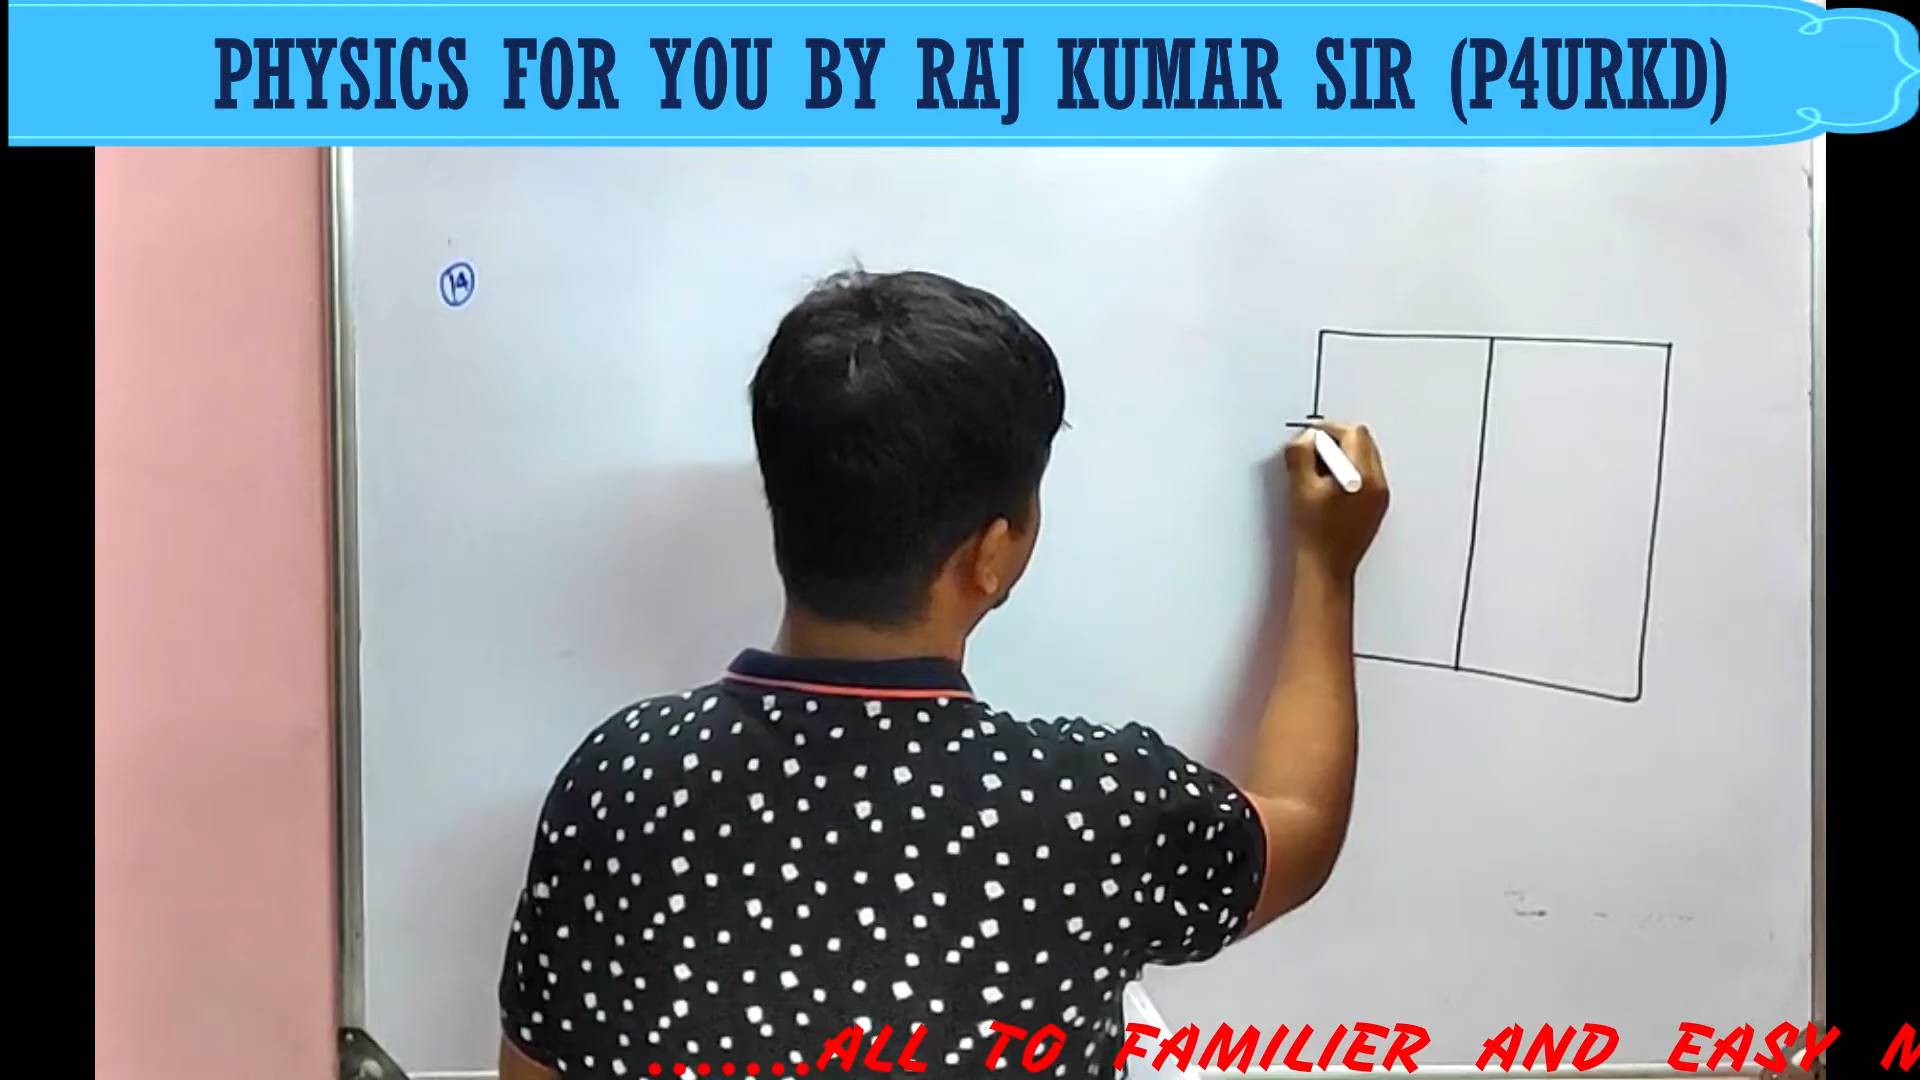 PHYSICS FOR YOU BY RAJ KUMAR SIR (P4URKD)
14
.......ALL TO FAMILIER AND EASY